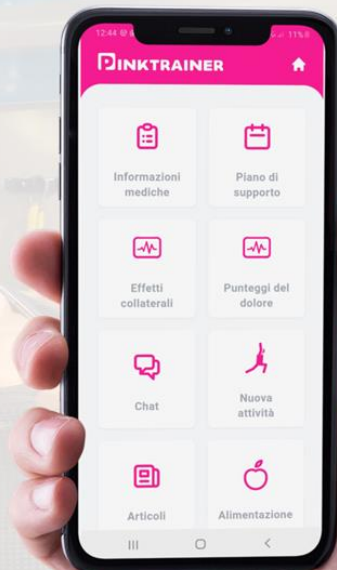 12:44
11%
PINKTRAINER
Informazioni
mediche
Piano di
supporto
Effetti
collaterali
Punteggi del
dolore
Chat
Nuova
attività
Articoli
Alimentazione